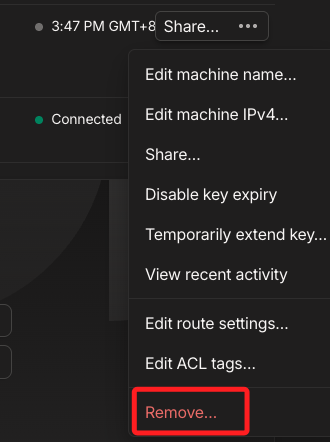 3:47 PM GMT+8 Share... •••
Edit machine name...
Edit machine IPv4...
Connected
Share...
Disable key expiry
Temporarily extend key...
View recent activity
Edit route settings...
Edit ACL tags...
Remove...